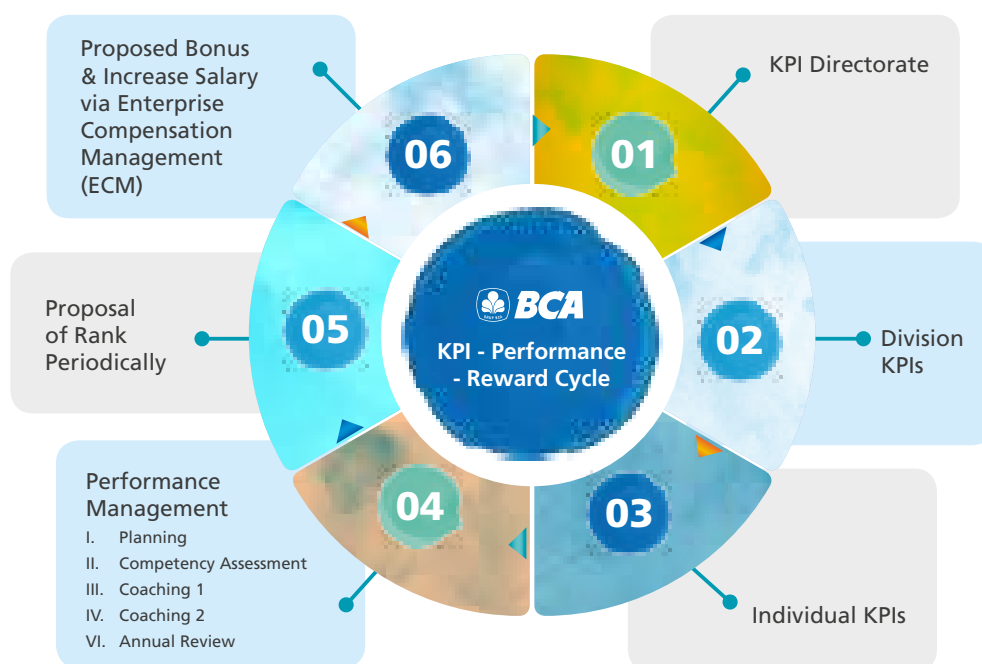 BCA
KPI - Performance
- Reward Cycle
01
KPI Directorate
02
Division
KPIs
03
Individual KPIs
04
Performance
Management
I. Planning
II. Competency Assessment
III. Coaching 1
IV. Coaching 2
VI. Annual Review
05
Proposal
of Rank
Periodically
06
Proposed Bonus
& Increase Salary
via Enterprise
Compensation
Management
(ECM)